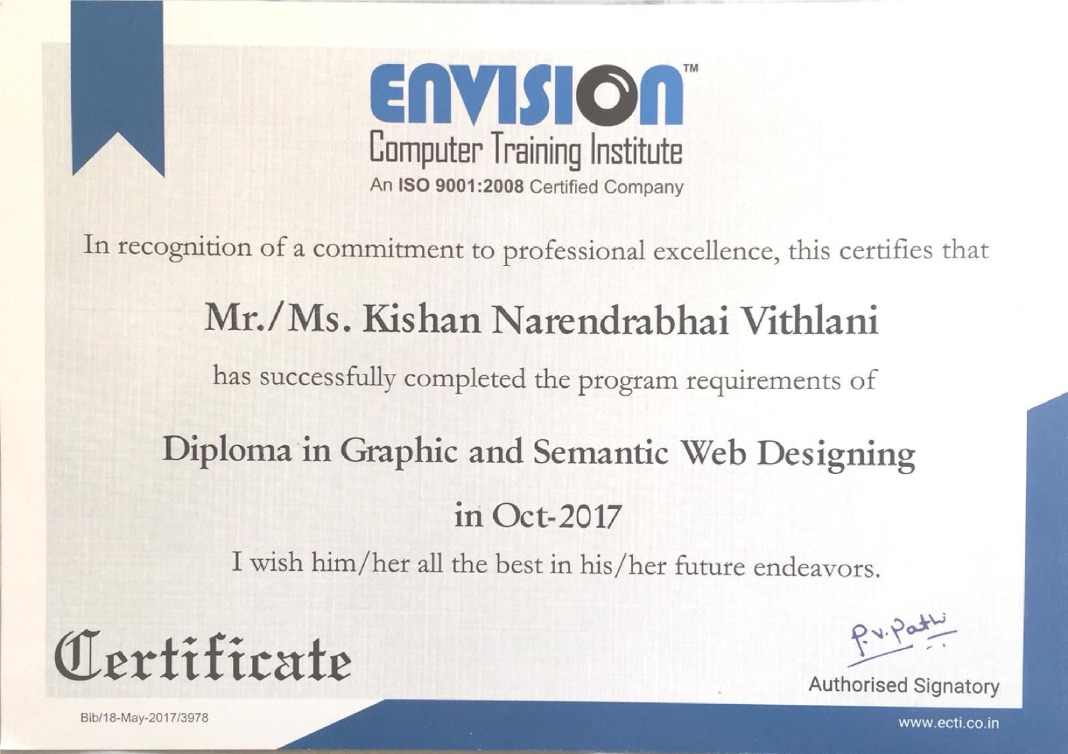 ENVISION™
Computer Training Institute
An ISO 9001:2008 Certified Company
In recognition of a commitment to professional excellence, this certifies that
Mr./Ms. Kishan Narendrabhai Vithlani
has successfully completed the program requirements of
Diploma in Graphic and Semantic Web Designing
in Oct-2017
I wish him/her all the best in his/her future endeavors.
Certificate
Authorised Signatory
Bib/18-May-2017/3978
www.ecti.co.in